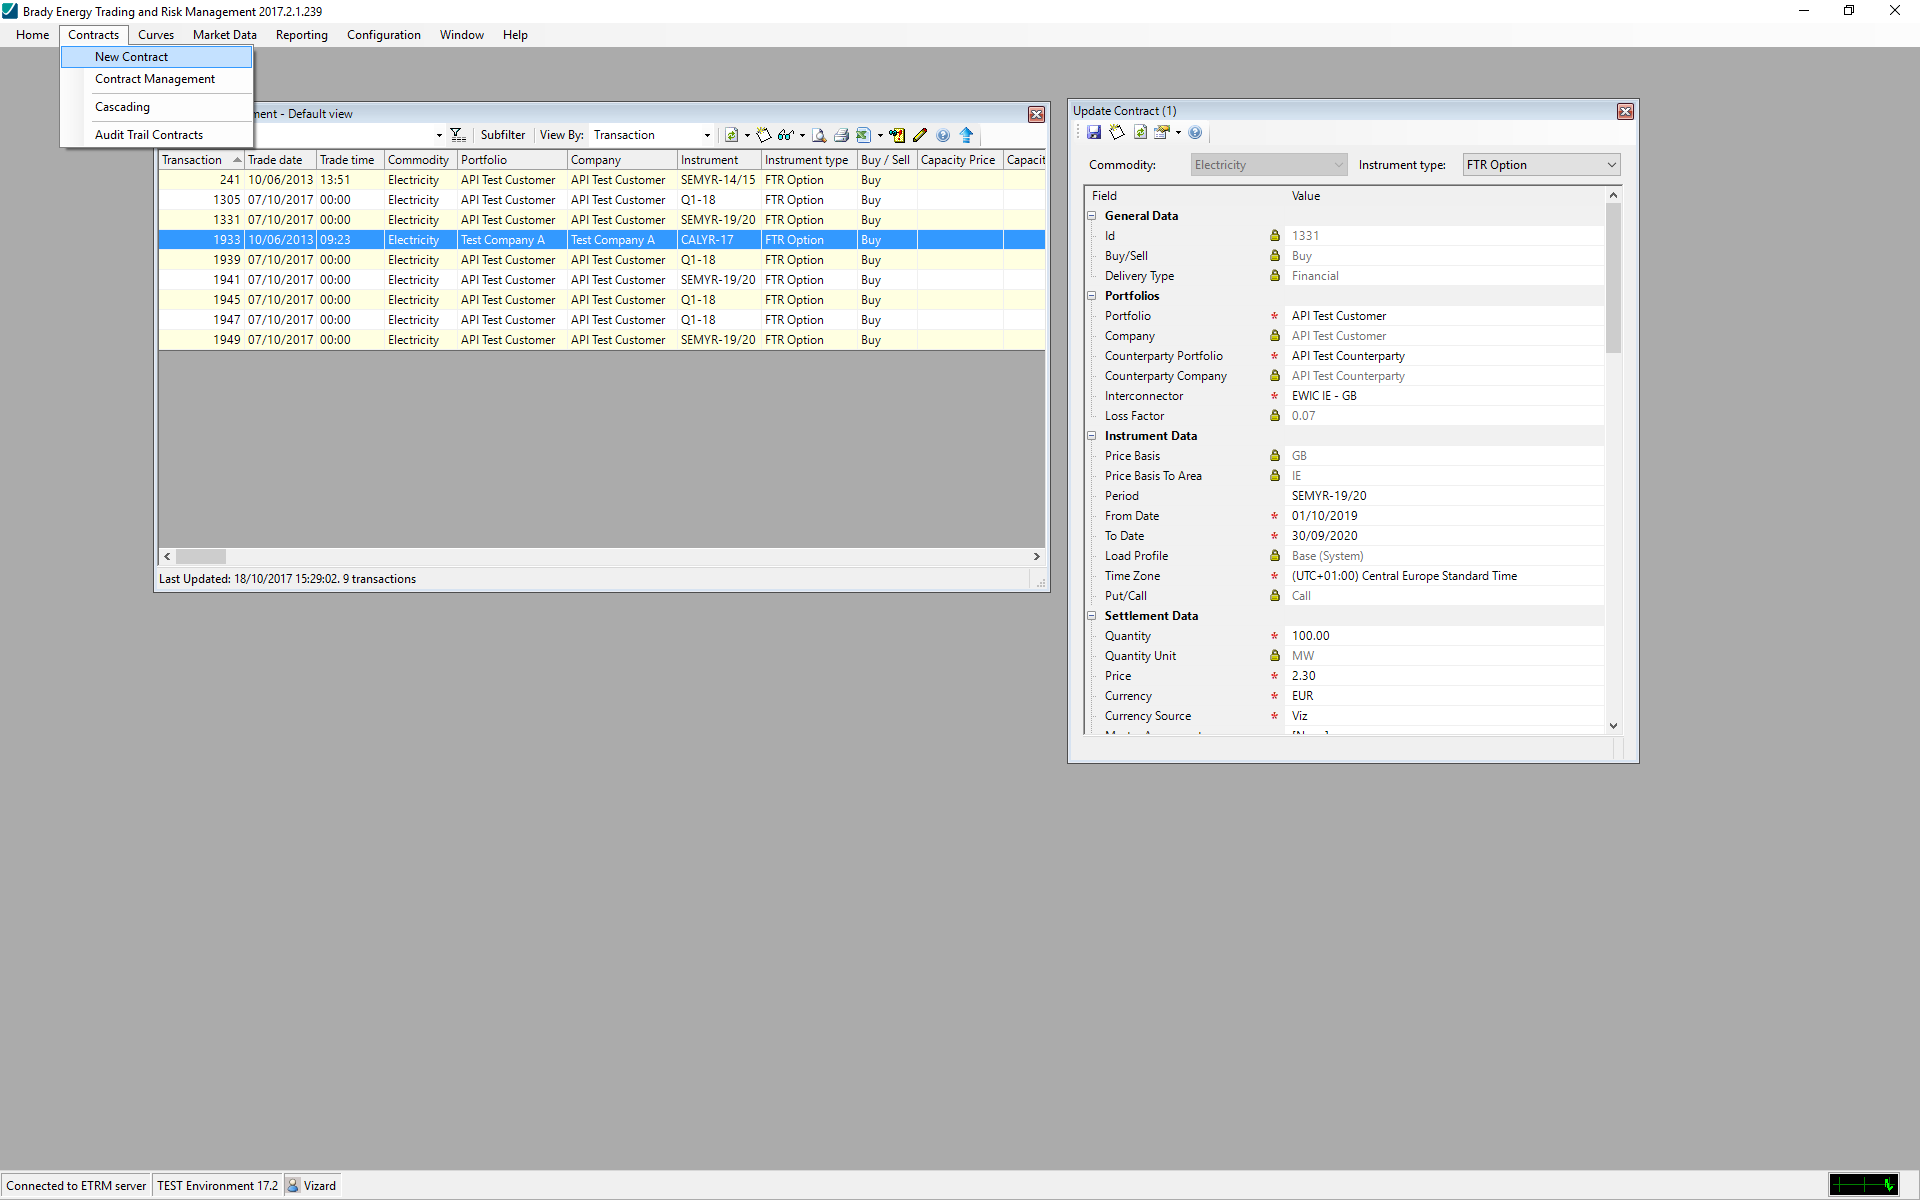 Brady Energy Trading and Risk Management 2017.2.1.239
Home Contracts Curves Market Data Reporting Configuration Window Help
New Contract
Contract Management
Cascading
Audit Trail Contracts
- Default view
Subfilter View By: Transaction
Transaction Trade date Trade time Commodity Portfolio Company Instrument Instrument type Buy / Sell Capacity Price
241 10/06/2013 13:51 Electricity API Test Customer API Test Customer SEMYR-14/15 FTR Option Buy
1305 07/10/2017 00:00 Electricity API Test Customer API Test Customer Q1-18 FTR Option Buy
1331 07/10/2017 00:00 Electricity API Test Customer API Test Customer SEMYR-19/20 FTR Option Buy
1933 10/06/2013 09:23 Electricity Test Company A Test Company A CALYR-17 FTR Option Buy
1939 07/10/2017 00:00 Electricity API Test Customer API Test Customer Q1-18 FTR Option Buy
1941 07/10/2017 00:00 Electricity API Test Customer API Test Customer SEMYR-19/20 FTR Option Buy
1945 07/10/2017 00:00 Electricity API Test Customer API Test Customer Q1-18 FTR Option Buy
1947 07/10/2017 00:00 Electricity API Test Customer API Test Customer Q1-18 FTR Option Buy
1949 07/10/2017 00:00 Electricity API Test Customer API Test Customer SEMYR-19/20 FTR Option Buy
Last Updated: 18/10/2017 15:29:02. 9 transactions
Update Contract (1)
Commodity: Electricity Instrument type: FTR Option
Field Value
General Data
Id 1331
Buy/Sell Buy
Delivery Type Financial
Portfolios
Portfolio * API Test Customer
Company API Test Customer
Counterparty Portfolio * API Test Counterparty
Counterparty Company API Test Counterparty
Interconnector * EWIC IE - GB
Loss Factor 0.07
Instrument Data
Price Basis GB
Price Basis To Area IE
Period SEMYR-19/20
From Date * 01/10/2019
To Date * 30/09/2020
Load Profile Base (System)
Time Zone * (UTC+01:00) Central Europe Standard Time
Put/Call Call
Settlement Data
Quantity * 100.00
Quantity Unit MW
Price * 2.30
Currency * EUR
Currency Source * Viz
Connected to ETRM server TEST Environment 17.2 Vizard